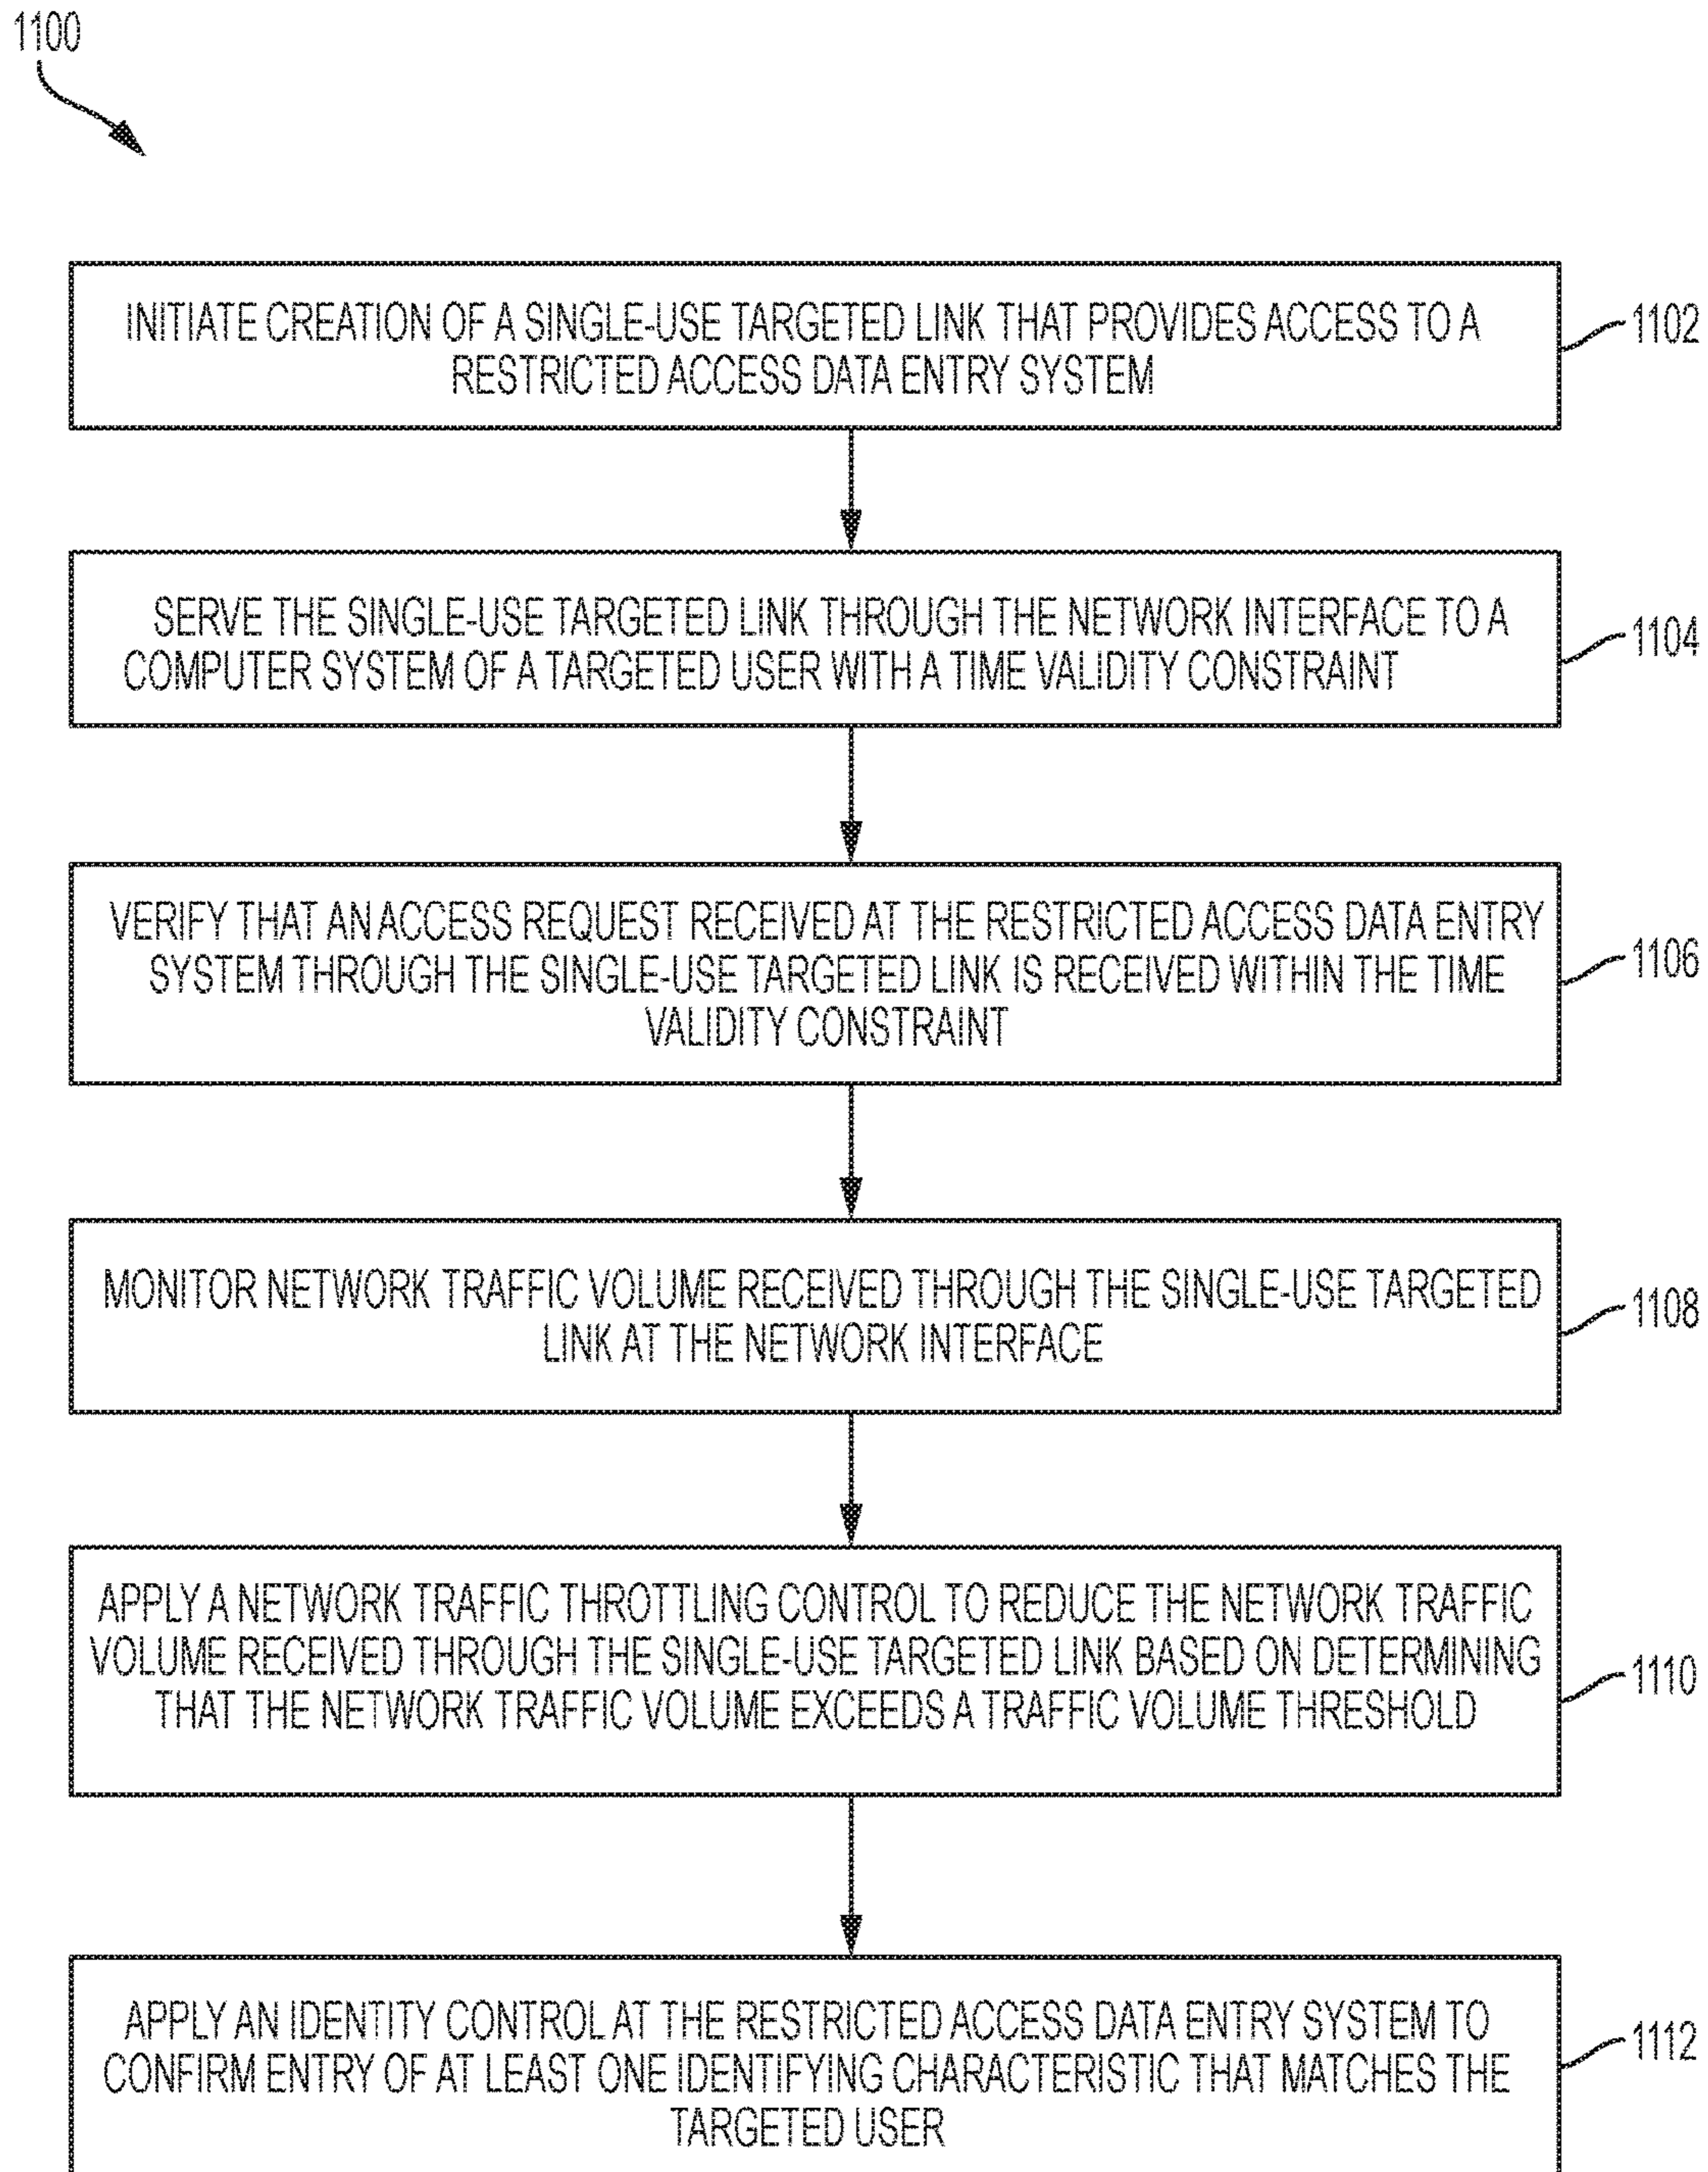 1100
INITIATE CREATION OF A SINGLE-USE TARGETED LINK THAT PROVIDES ACCESS TO A
RESTRICTED ACCESS DATA ENTRY SYSTEM
1102
SERVE THE SINGLE-USE TARGETED LINK THROUGH THE NETWORK INTERFACE TO A
COMPUTER SYSTEM OF A TARGETED USER WITH A TIME VALIDITY CONSTRAINT
1104
VERIFY THAT AN ACCESS REQUEST RECEIVED AT THE RESTRICTED ACCESS DATA ENTRY
SYSTEM THROUGH THE SINGLE-USE TARGETED LINK IS RECEIVED WITHIN THE TIME
VALIDITY CONSTRAINT
1106
MONITOR NETWORK TRAFFIC VOLUME RECEIVED THROUGH THE SINGLE-USE TARGETED
LINK AT THE NETWORK INTERFACE
1108
APPLY A NETWORK TRAFFIC THROTTLING CONTROL TO REDUCE THE NETWORK TRAFFIC
VOLUME RECEIVED THROUGH THE SINGLE-USE TARGETED LINK BASED ON DETERMINING
THAT THE NETWORK TRAFFIC VOLUME EXCEEDS A TRAFFIC VOLUME THRESHOLD
1110
APPLY AN IDENTITY CONTROL AT THE RESTRICTED ACCESS DATA ENTRY SYSTEM TO
CONFIRM ENTRY OF AT LEAST ONE IDENTIFYING CHARACTERISTIC THAT MATCHES THE
TARGETED USER
1112